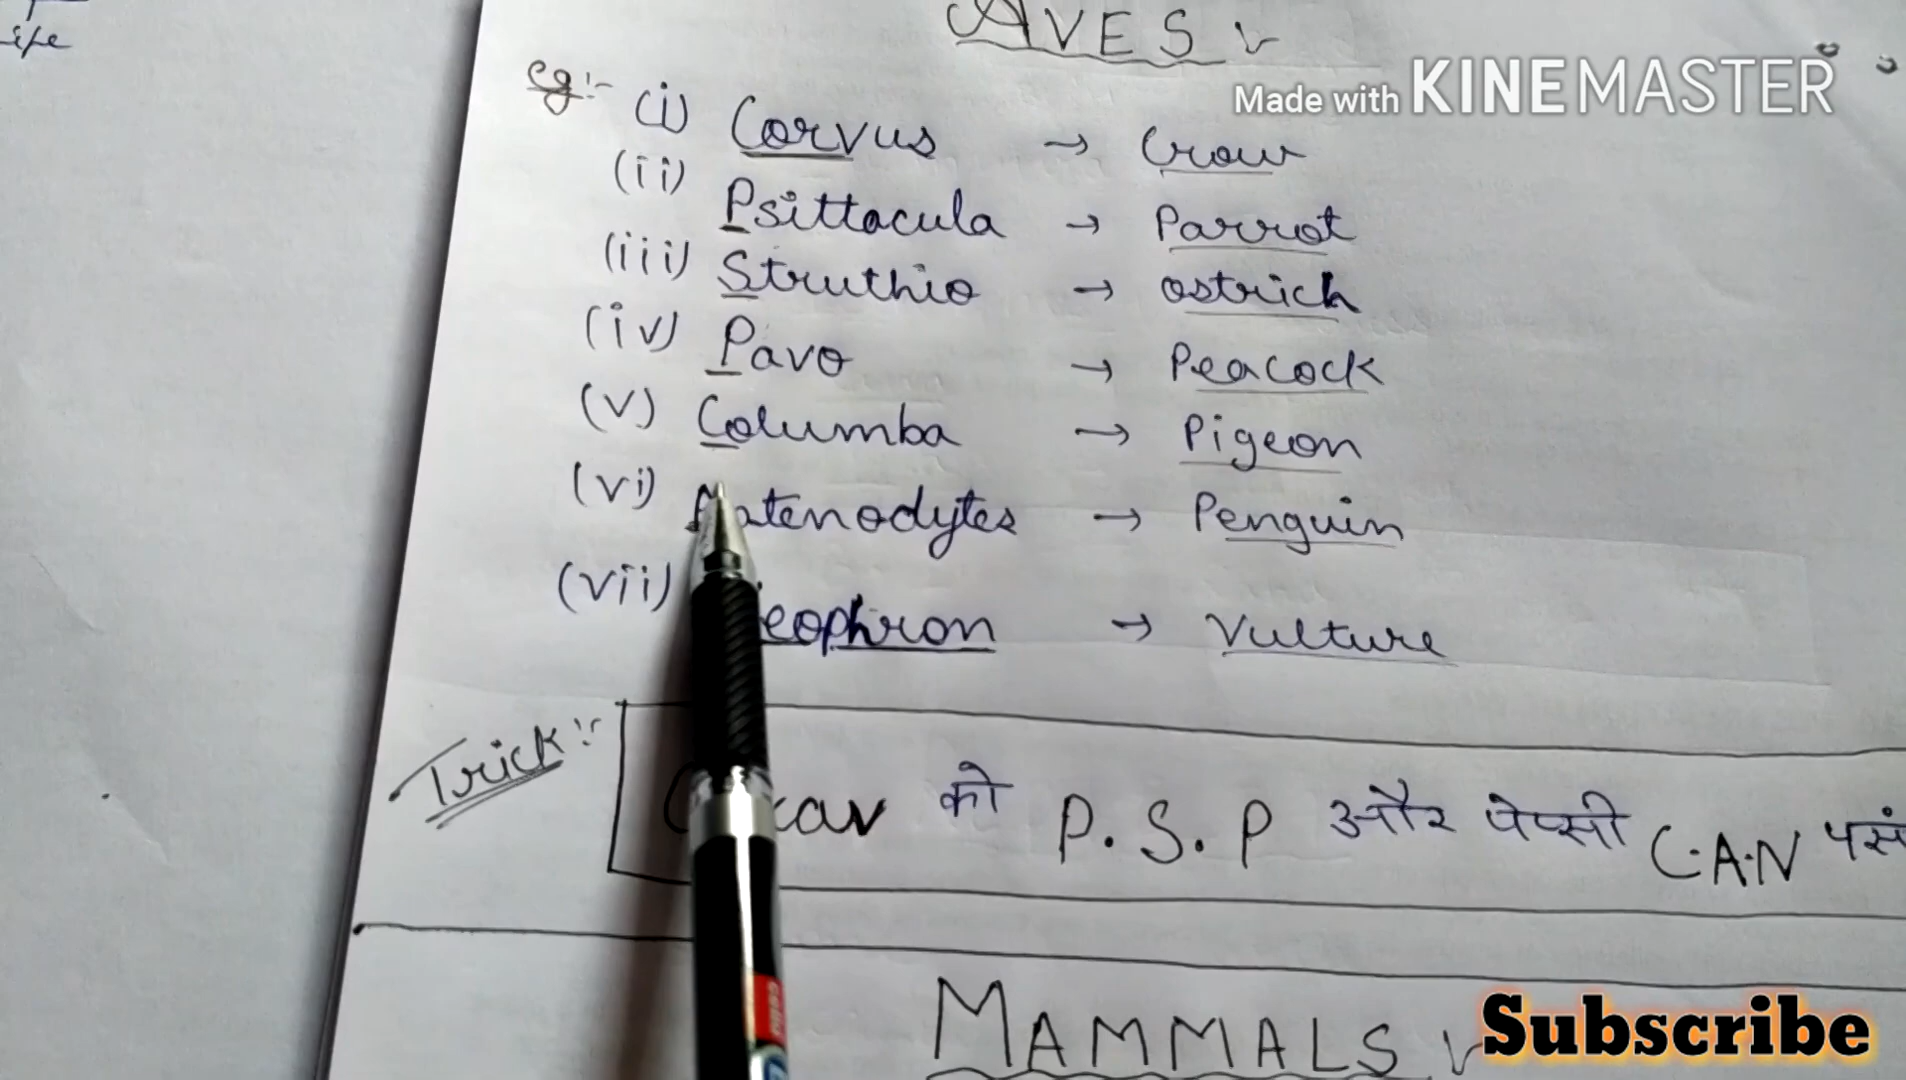 ife
AVES
Made with KINEMASTER
eg:-
(i) Corvus → Crow
(ii) Psittacula → Parrot
(iii) Struthio → ostrich
(iv) Pavo → Peacock
(v) Columba → Pigeon
(vi) → Penguin
(vii) → Vulture
Trick:-
को P.S.P और पेप्सी C.A.N
MAMMALS
Subscribe